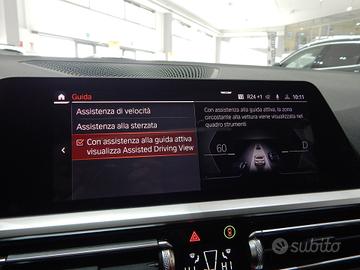 Guida
R24 +1
10:11
Assistenza di velocità
Assistenza alla sterzata
Con assistenza alla guida attiva
visualizza Assisted Driving View
Con assistenza alla guida attiva, la zona
circostante alla vettura viene visualizzata nel
quadro strumenti
60
D
subito